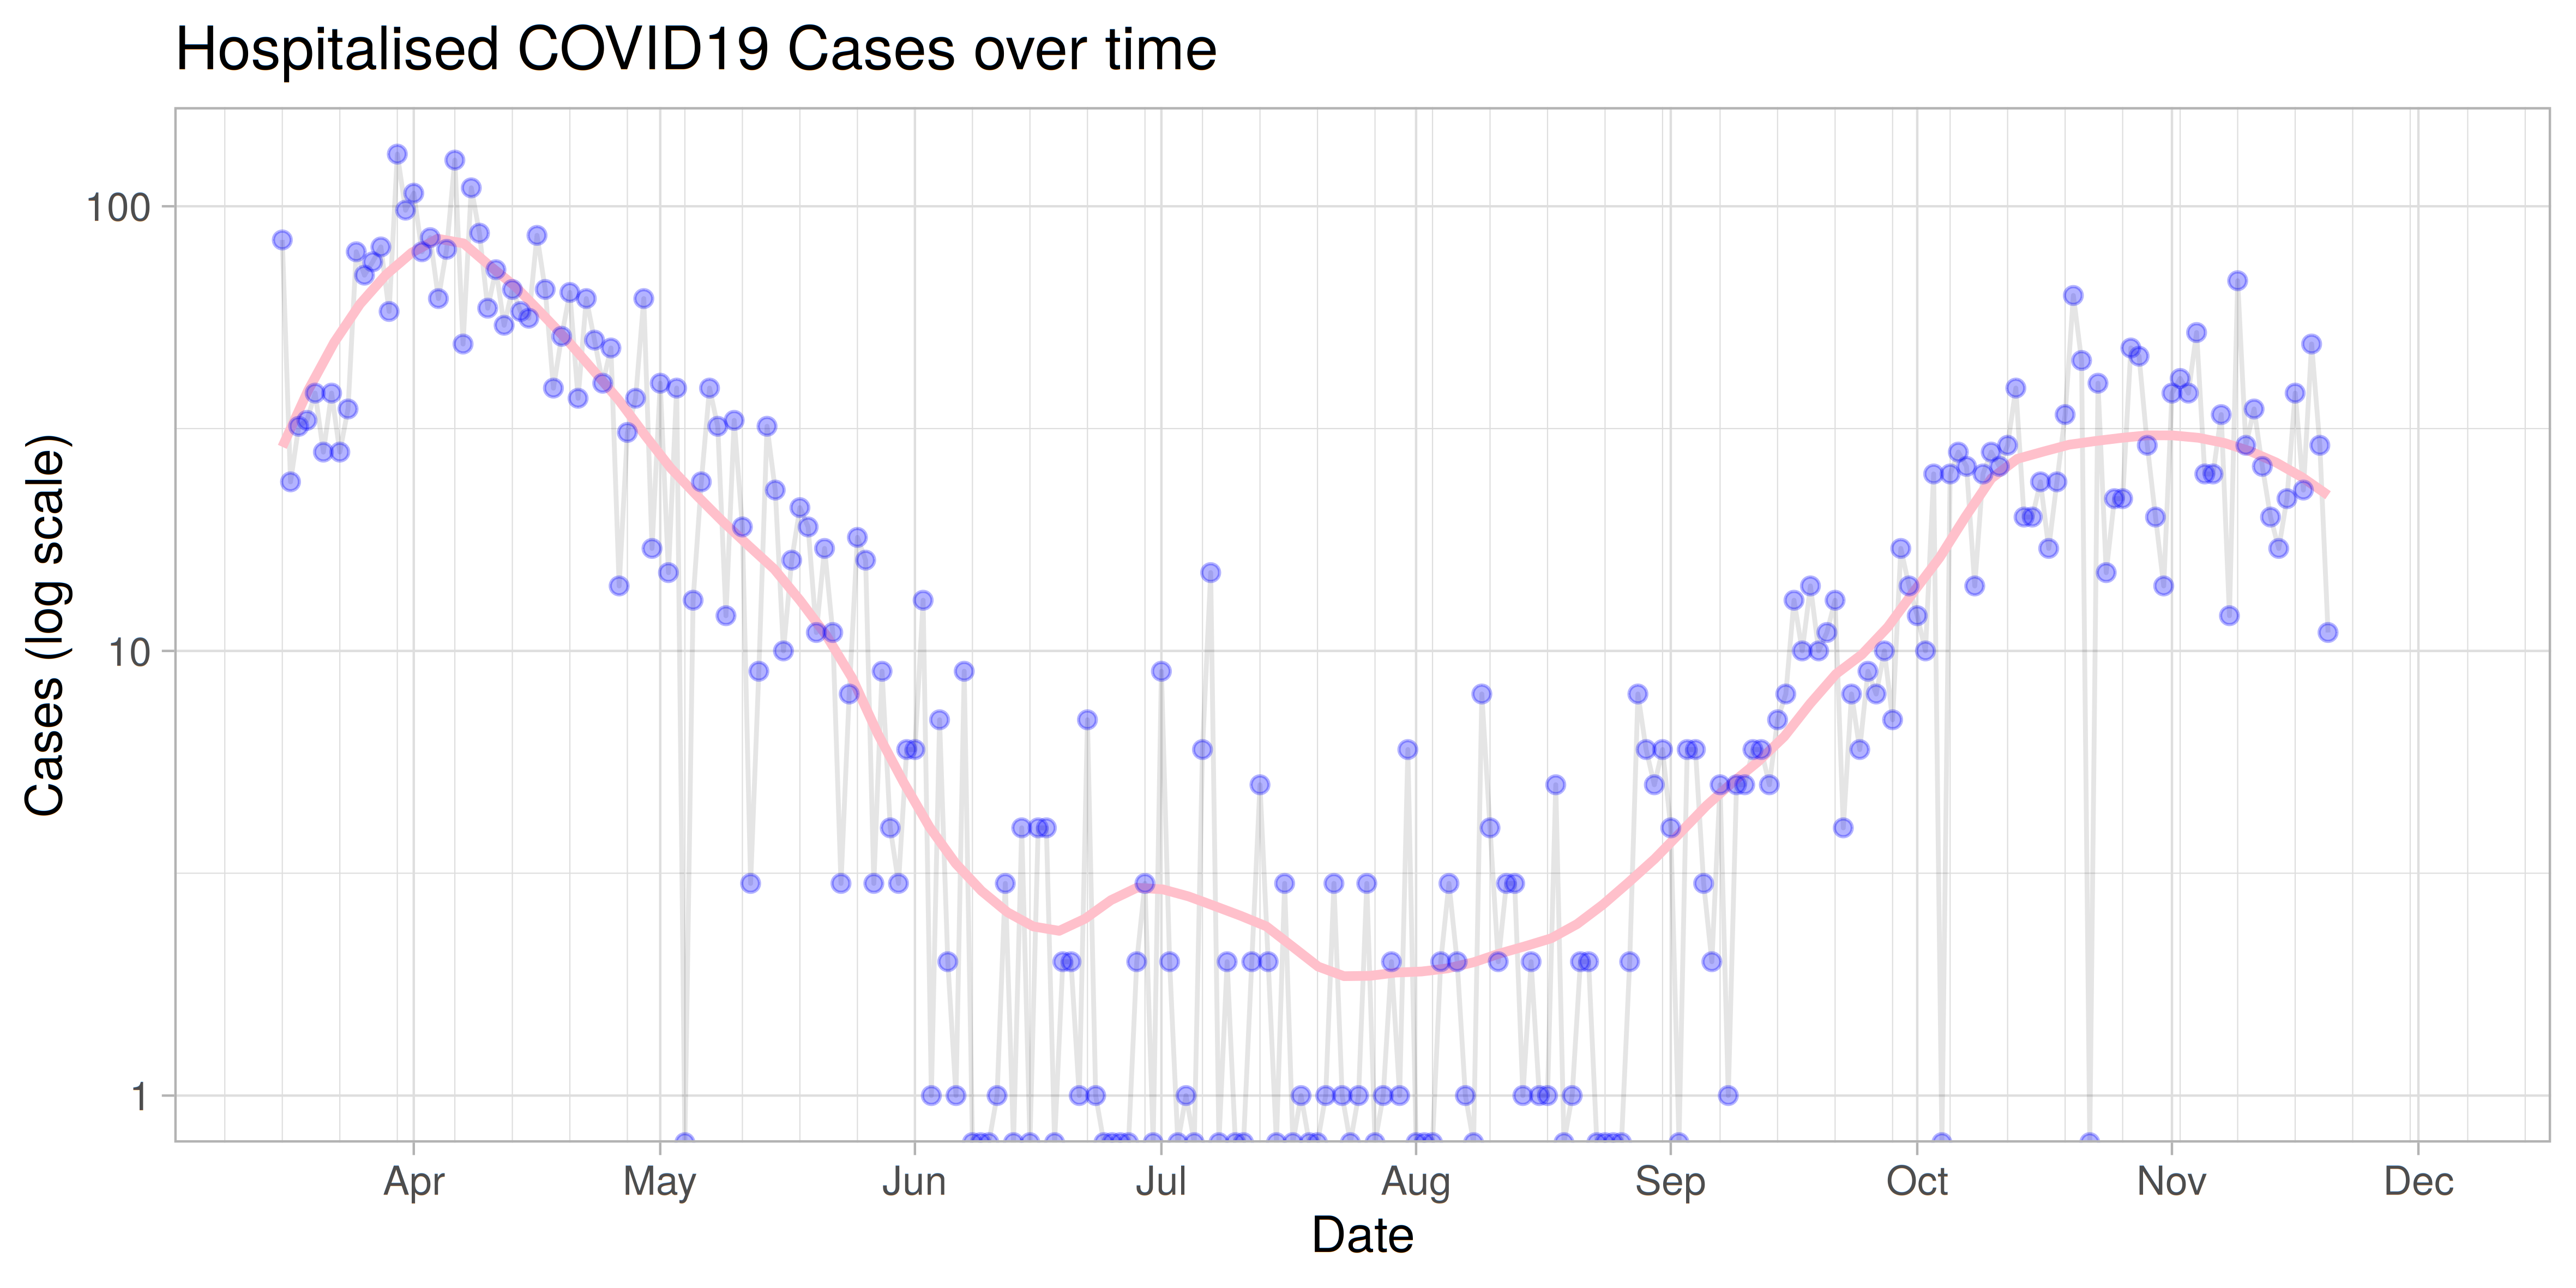 Hospitalised COVID19 Cases over time
Cases (log scale)
100
10
1
Apr May Jun Jul Aug Sep Oct Nov Dec
Date